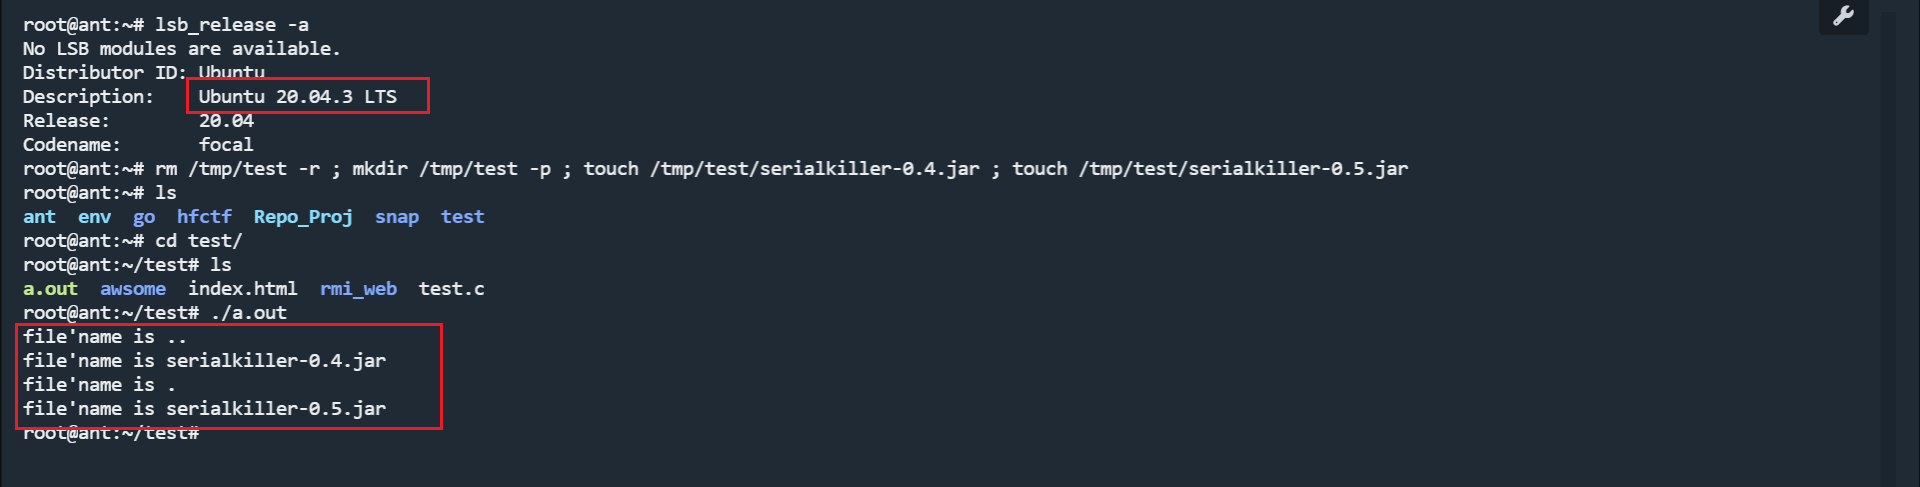 root@ant:~# lsb_release -a
No LSB modules are available.
Distributor ID: Ubuntu
Description:    Ubuntu 20.04.3 LTS
Release:        20.04
Codename:       focal
root@ant:~# rm /tmp/test -r ; mkdir /tmp/test -p ; touch /tmp/test/serialkiller-0.4.jar ; touch /tmp/test/serialkiller-0.5.jar
root@ant:~# ls
ant  env  go  hfctf  Repo_Proj  snap  test
root@ant:~# cd test/
root@ant:~/test# ls
a.out  awsome  index.html  rmi_web  test.c
root@ant:~/test# ./a.out
file'name is ..
file'name is serialkiller-0.4.jar
file'name is .
file'name is serialkiller-0.5.jar
root@ant:~/test#